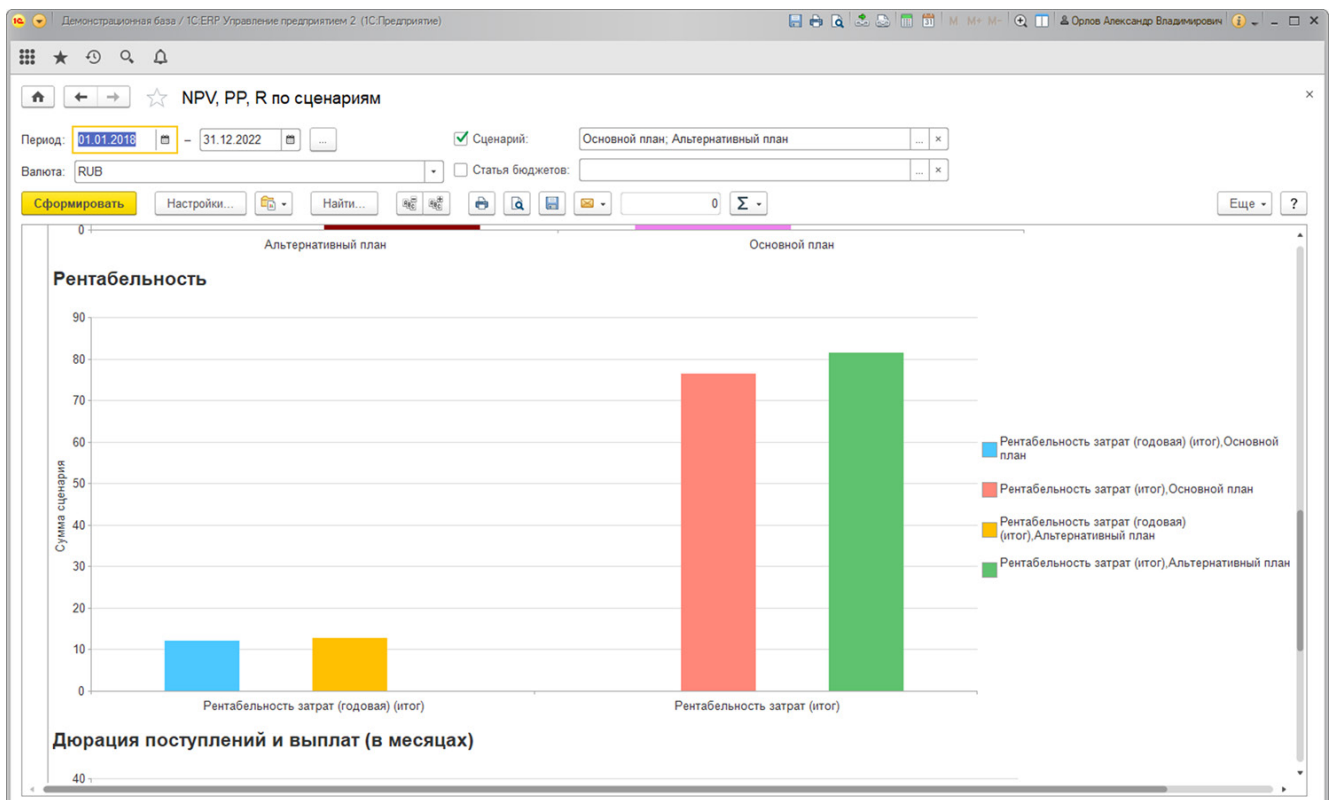 1С Демонстрационная база / 1С:ERP Управление предприятием 2 (1С:Предприятие) 31 M M+ M- Орлов Александр Владимирович i
NPV, PP, R по сценариям
Период: 01.01.2018 – 31.12.2022 ... Сценарий: Основной план; Альтернативный план ... ×
Валюта: RUB Статья бюджетов: ... ×
Сформировать Настройки... Найти... 0 Σ Еще ?
0
Альтернативный план Основной план
Рентабельность
90
80
70
60
50
40
30
20
10
0
Сумма сценария
Рентабельность затрат (годовая) (итог) Рентабельность затрат (итог)
Рентабельность затрат (годовая) (итог),Основной
план
Рентабельность затрат (итог),Основной план
Рентабельность затрат (годовая)
(итог),Альтернативный план
Рентабельность затрат (итог),Альтернативный план
Дюрация поступлений и выплат (в месяцах)
40